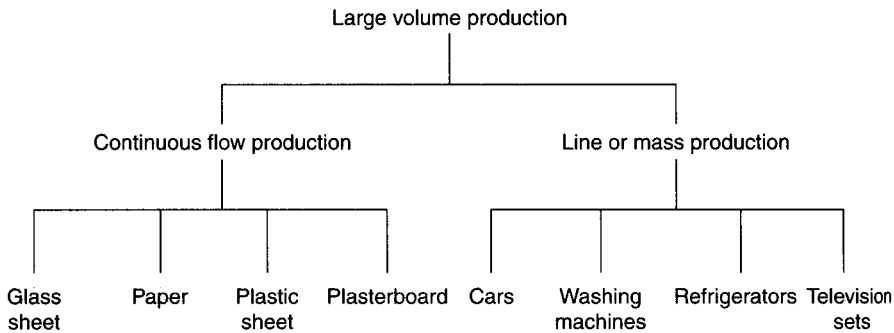 Large volume production
Continuous flow production
Line or mass production
Glass sheet
Paper
Plastic sheet
Plasterboard
Cars
Washing machines
Refrigerators
Television sets